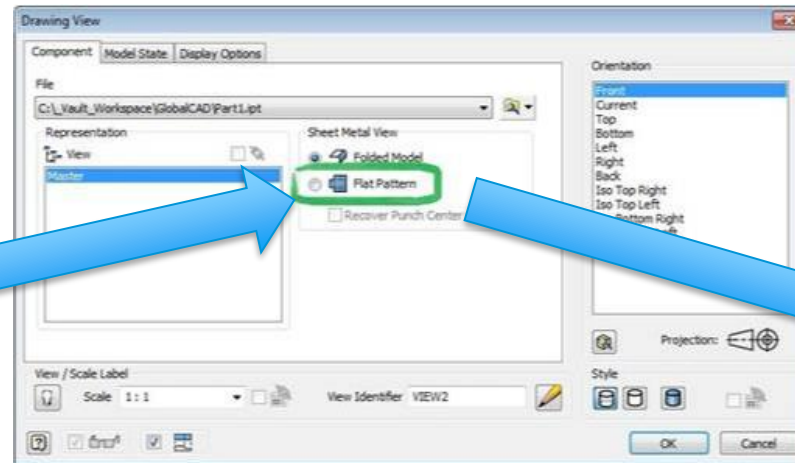 Drawing View
Component Model State Display Options
File
C:\_Vault_Workspace\GlobalCAD\Part1.ipt
Representation
View
Master
Sheet Metal View
Folded Model
Flat Pattern
Recover Punch Center
Orientation
Front
Current
Top
Bottom
Left
Right
Back
Iso Top Right
Iso Top Left
Bottom Right
View / Scale Label
Scale 1:1
View Identifier VIEW2
Projection:
Style
OK Cancel